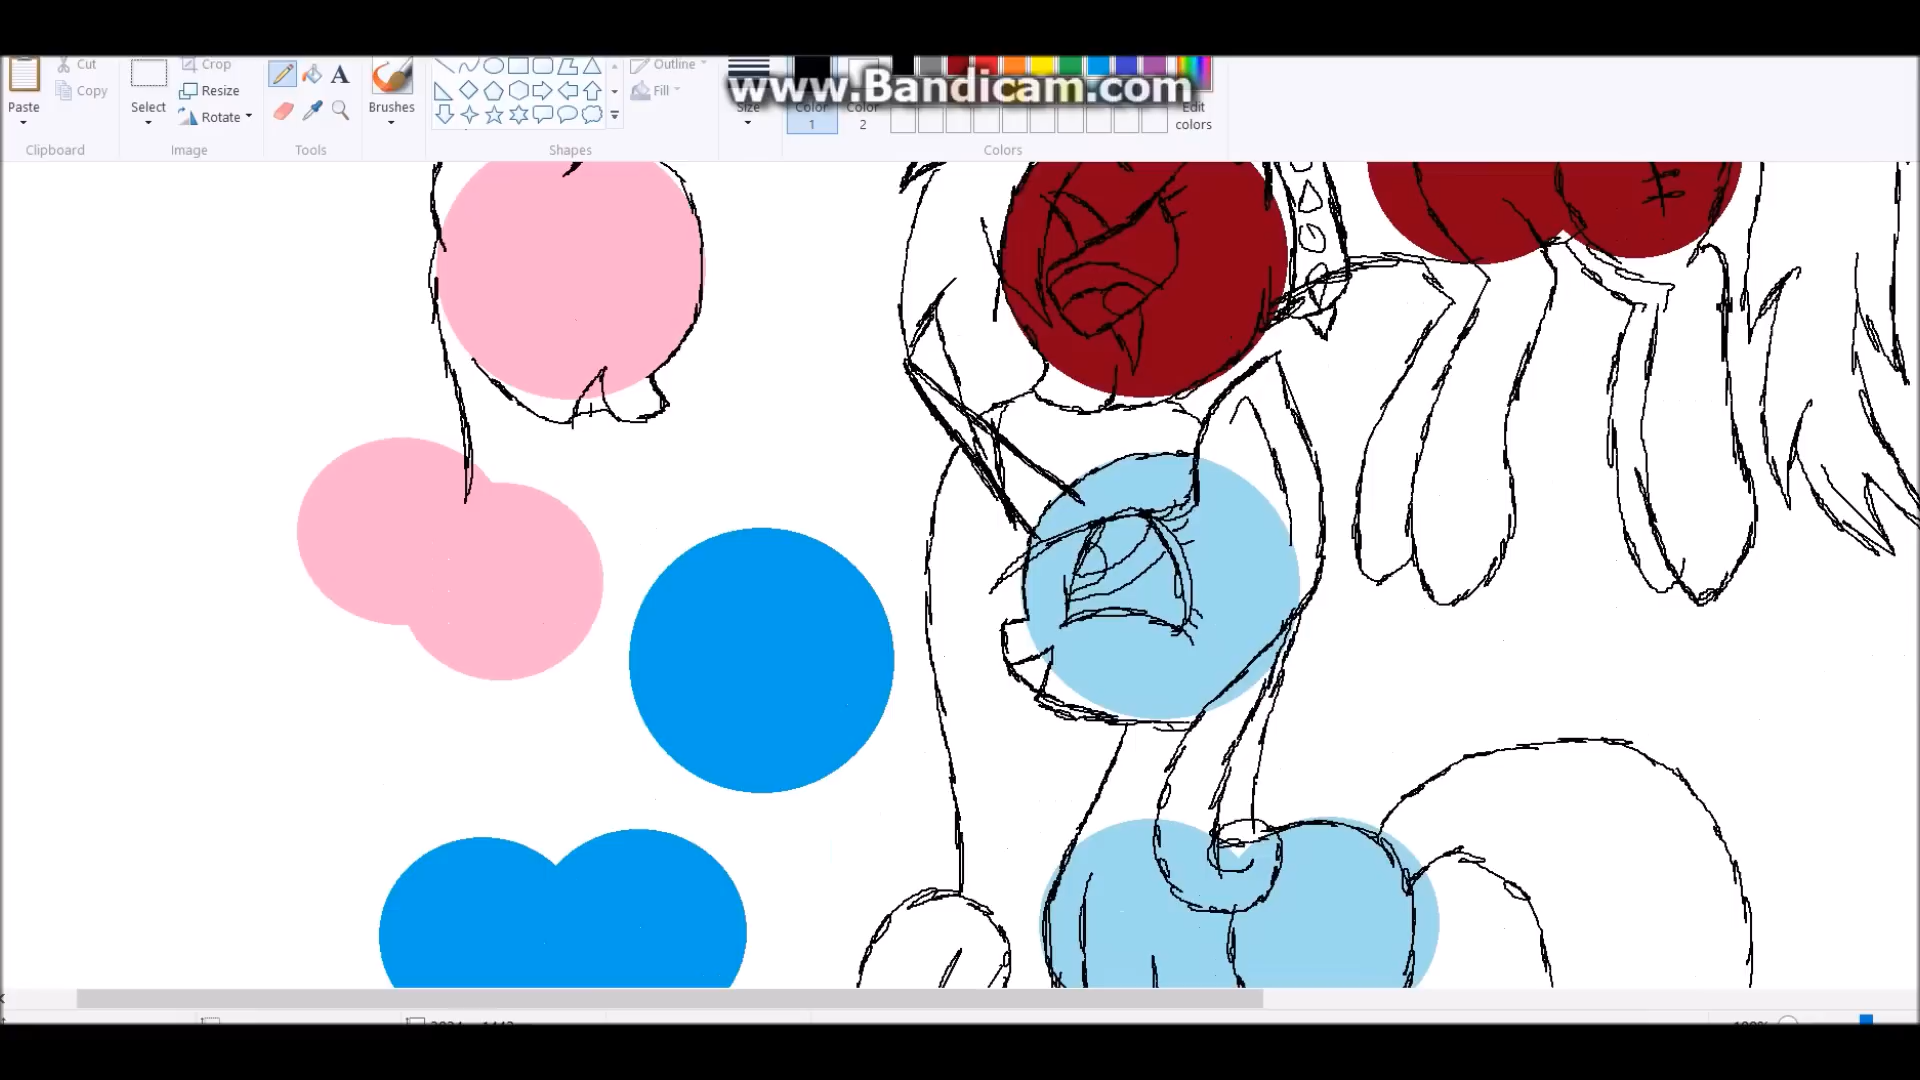 www.Bandicam.com
Cut
Crop
Outline
Copy
Resize
Fill
Paste
Select
Rotate
Brushes
A
Size
Color 1
Color 2
Edit colors
Clipboard
Image
Tools
Shapes
Colors